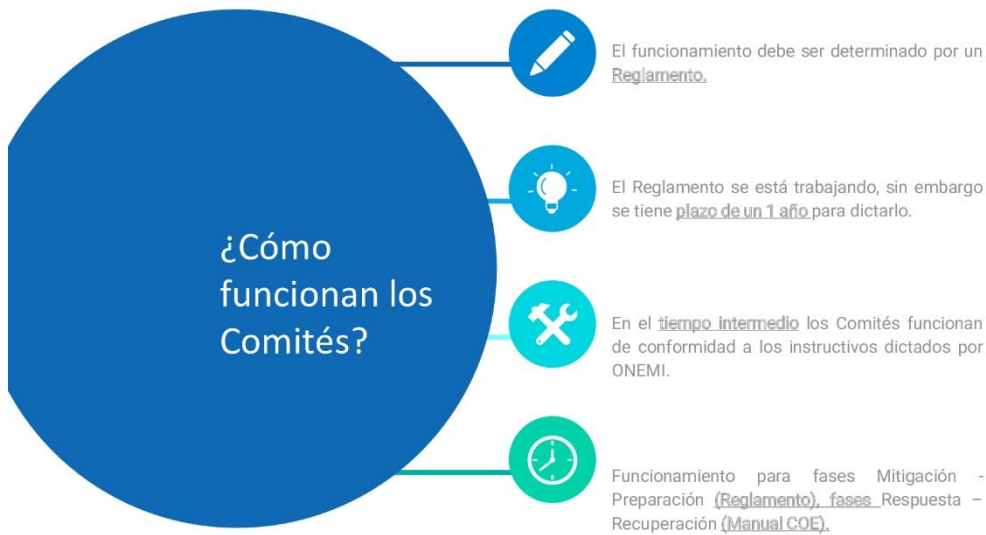 ¿Cómo
funcionan los
Comités?
El funcionamiento debe ser determinado por un
Reglamento.
El Reglamento se está trabajando, sin embargo
se tiene plazo de un 1 año para dictarlo.
En el tiempo intermedio los Comités funcionan
de conformidad a los instructivos dictados por
ONEMI.
Funcionamiento para fases Mitigación -
Preparación (Reglamento), fases Respuesta –
Recuperación (Manual COE).